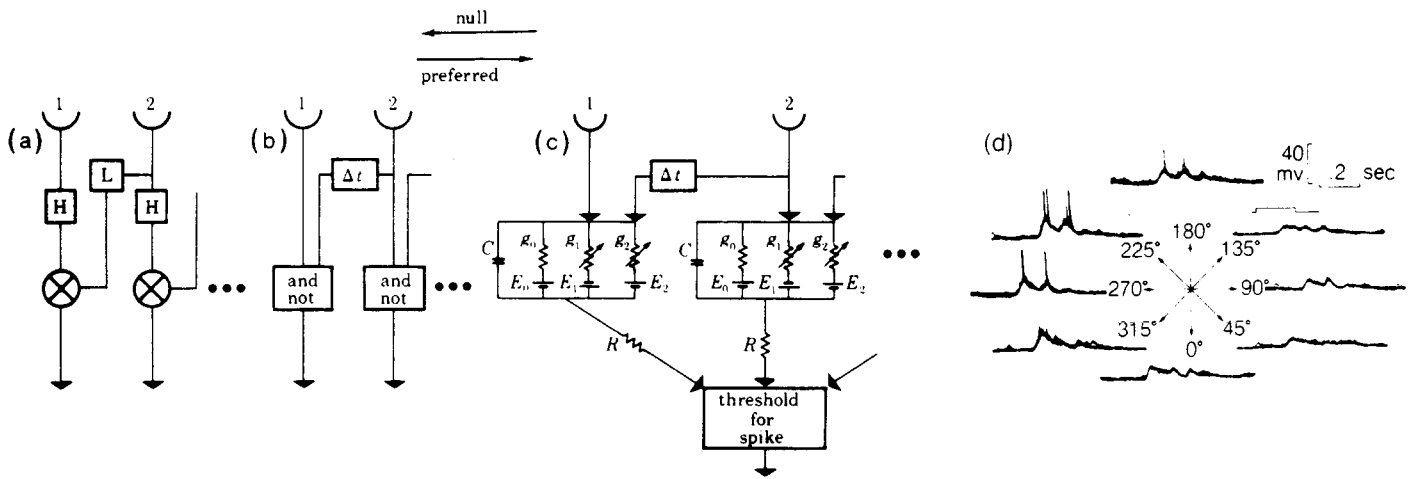 null
preferred
(a)
1
2
L
H
H
(b)
1
2
Δt
and
not
and
not
(c)
1
2
Δt
C
g₀
g₁
g₂
E₀
E₁
E₂
C
g₀
g₁
g₂
E₀
E₁
E₂
R
R
threshold
for
spike
(d)
40
mv
.2 sec
180°
225°
135°
270°
90°
315°
45°
0°